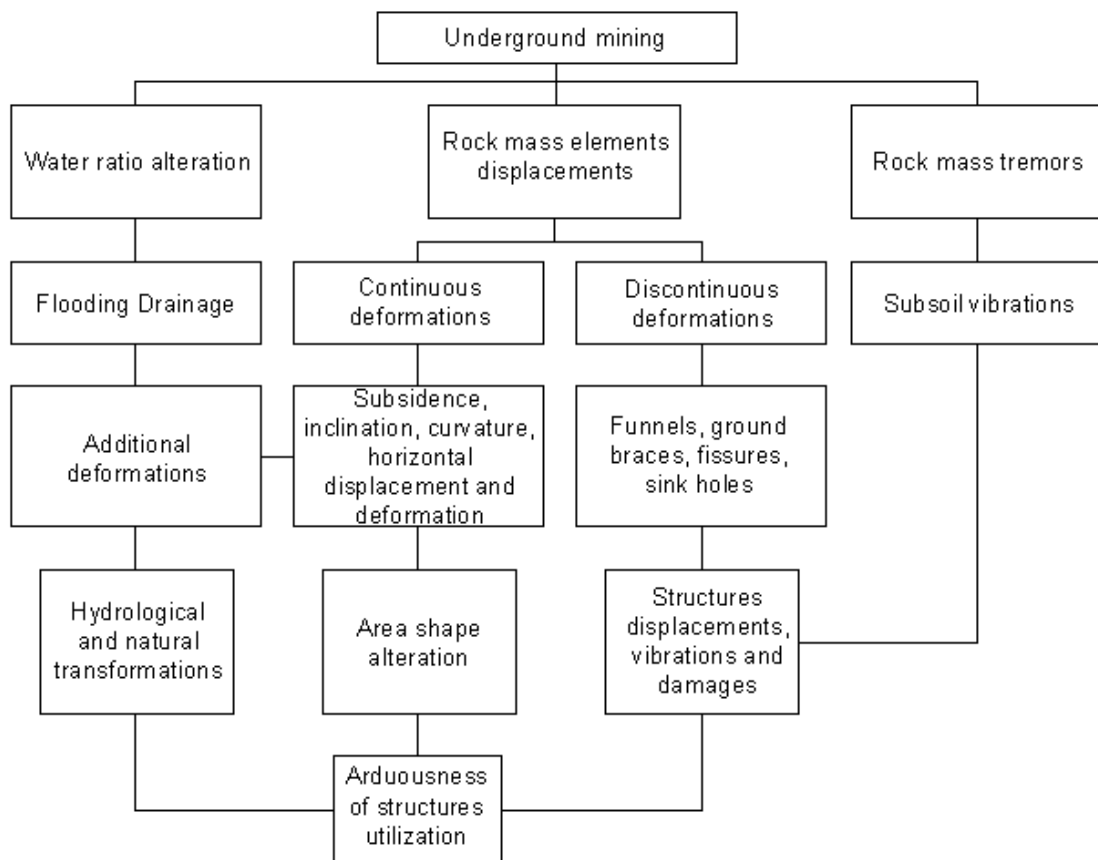 Underground mining
Water ratio alteration
Rock mass elements
displacements
Rock mass tremors
Flooding Drainage
Continuous
deformations
Discontinuous
deformations
Subsoil vibrations
Additional
deformations
Subsidence,
inclination, curvature,
horizontal
displacement and
deformation
Funnels, ground
braces, fissures,
sink holes
Hydrological
and natural
transformations
Area shape
alteration
Structures
displacements,
vibrations and
damages
Arduousness
of structures
utilization